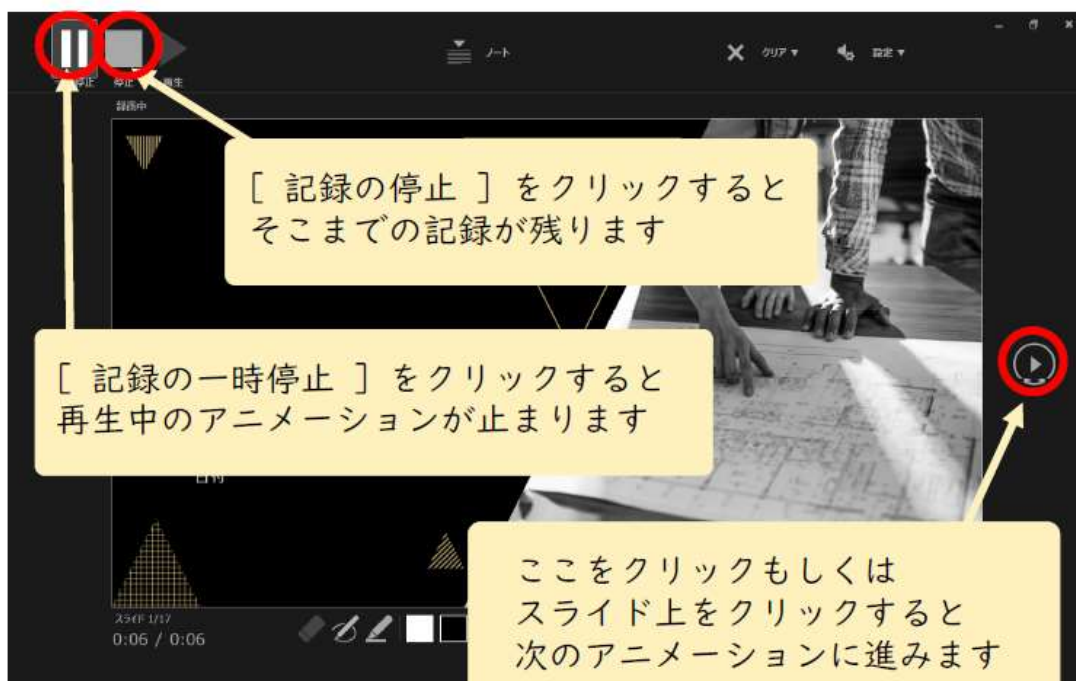 停止
停止
再生
ノート
クリア
設定
録画中
[ 記録の停止 ] をクリックすると
そこまでの記録が残ります
[ 記録の一時停止 ] をクリックすると
再生中のアニメーションが止まります
日付
スライド 1/17
0:06 / 0:06
ここをクリックもしくは
スライド上をクリックすると
次のアニメーションに進みます